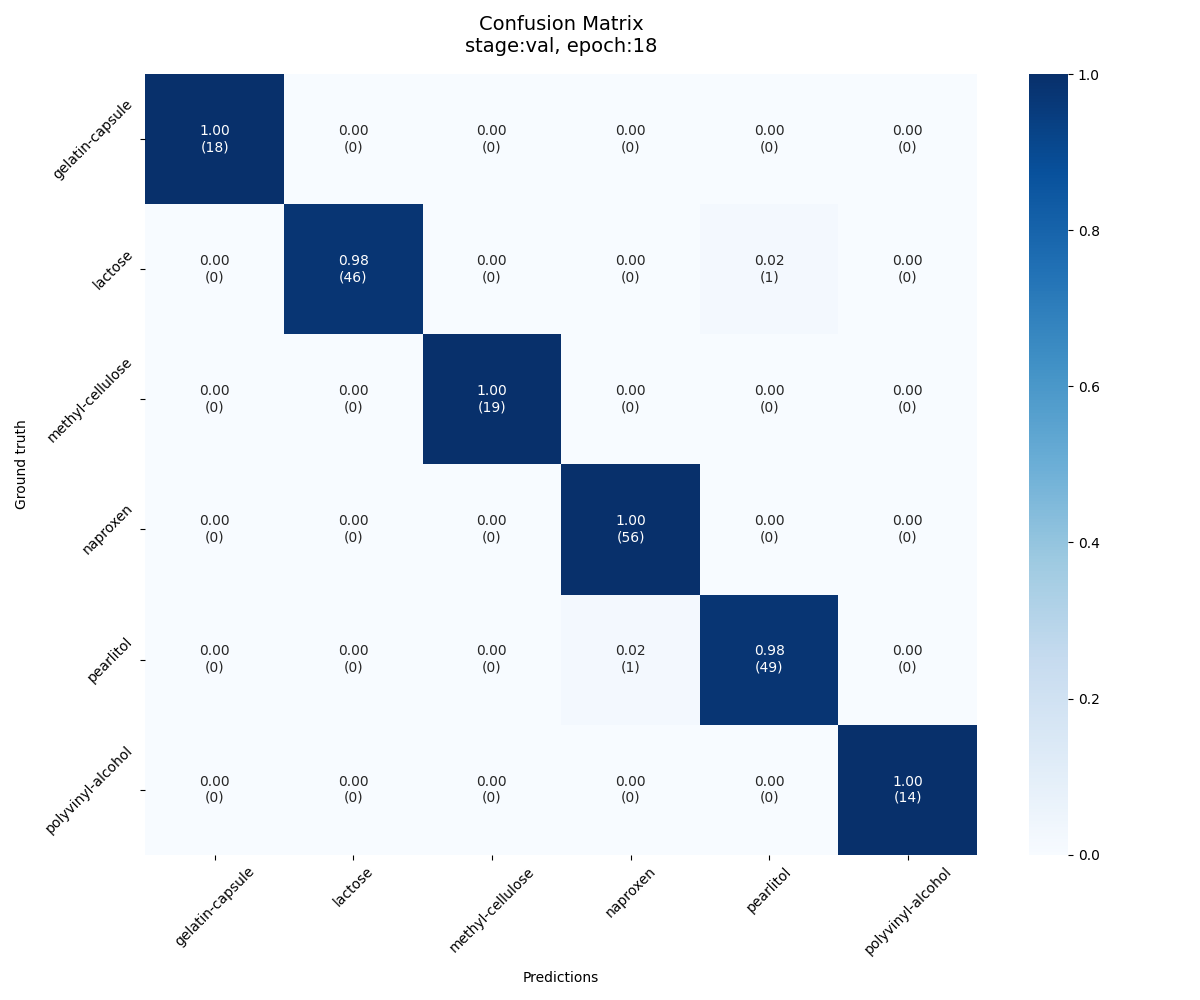 Confusion Matrix
stage:val, epoch:18
gelatin-capsule
1.00 0.00 0.00 0.00 0.00 0.00
(18) (0) (0) (0) (0) (0)
lactose
0.00 0.98 0.00 0.00 0.02 0.00
(0) (46) (0) (0) (1) (0)
methyl-cellulose
0.00 0.00 1.00 0.00 0.00 0.00
(0) (0) (19) (0) (0) (0)
naproxen
0.00 0.00 0.00 1.00 0.00 0.00
(0) (0) (0) (56) (0) (0)
pearlitol
0.00 0.00 0.00 0.02 0.98 0.00
(0) (0) (0) (1) (49) (0)
polyvinyl-alcohol
0.00 0.00 0.00 0.00 0.00 1.00
(0) (0) (0) (0) (0) (14)
Ground truth
gelatin-capsule lactose methyl-cellulose naproxen pearlitol polyvinyl-alcohol
Predictions
1.0
0.8
0.6
0.4
0.2
0.0